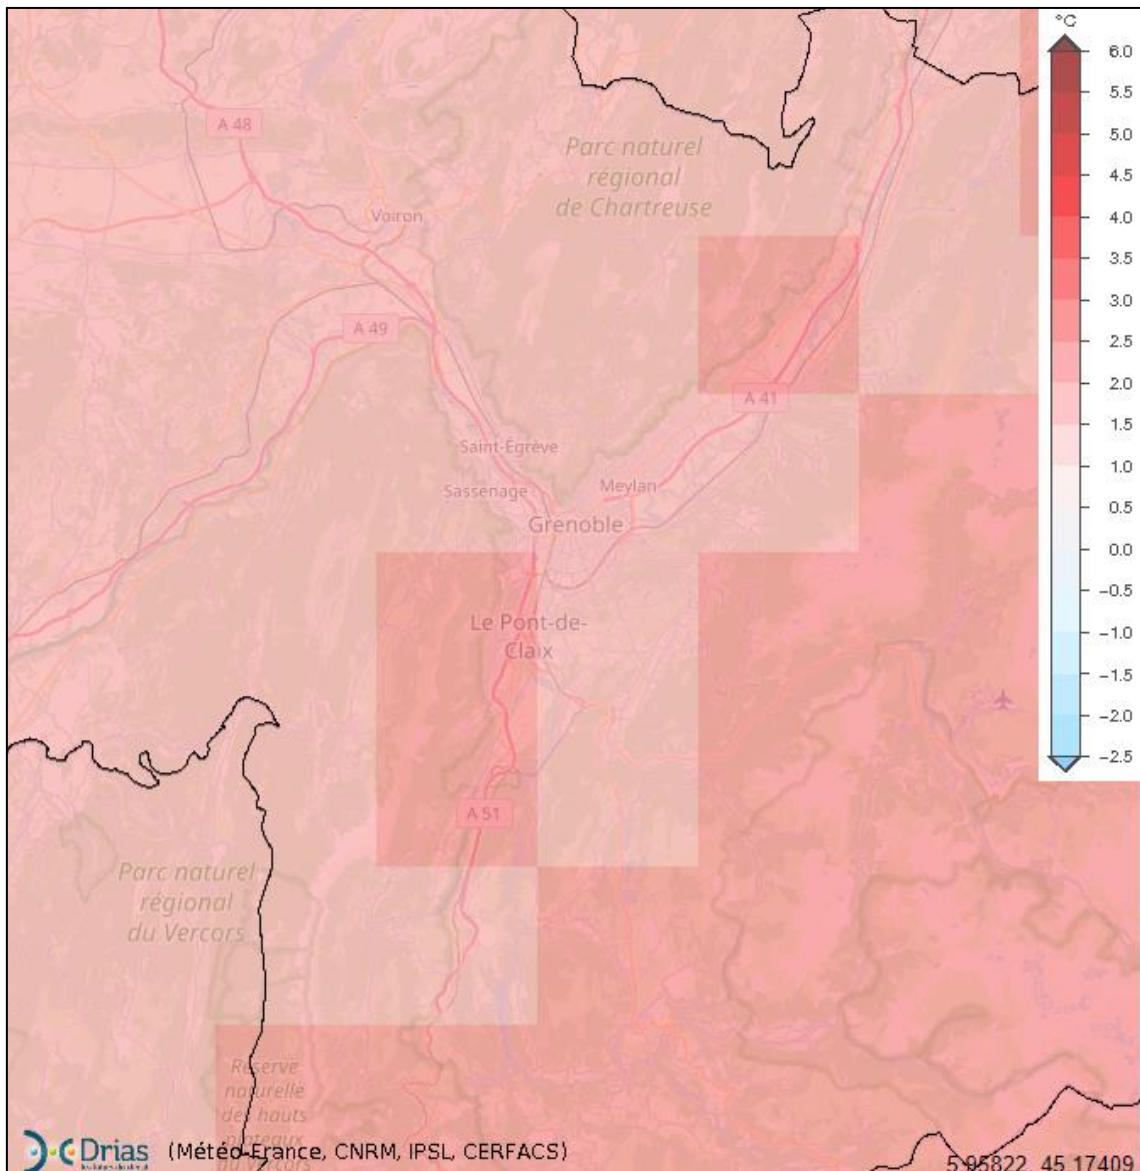 °C
6.0
5.5
5.0
4.5
4.0
3.5
3.0
2.5
2.0
1.5
1.0
0.0
−0.5
−1.0
−1.5
−2.0
−2.5
A 48
Parc naturel
régional
de Chartreuse
Voiron
A 49
A 41
Saint-Égrève
Sassenage
Meylan
Grenoble
Le Pont-de-
Claix
A 51
Parc naturel
régional
du Vercors
Réserve
naturelle
des hauts
plateaux
du Vercors
Drias (Météo-France, CNRM, IPSL, CERFACS)
5.95822, 45.17409